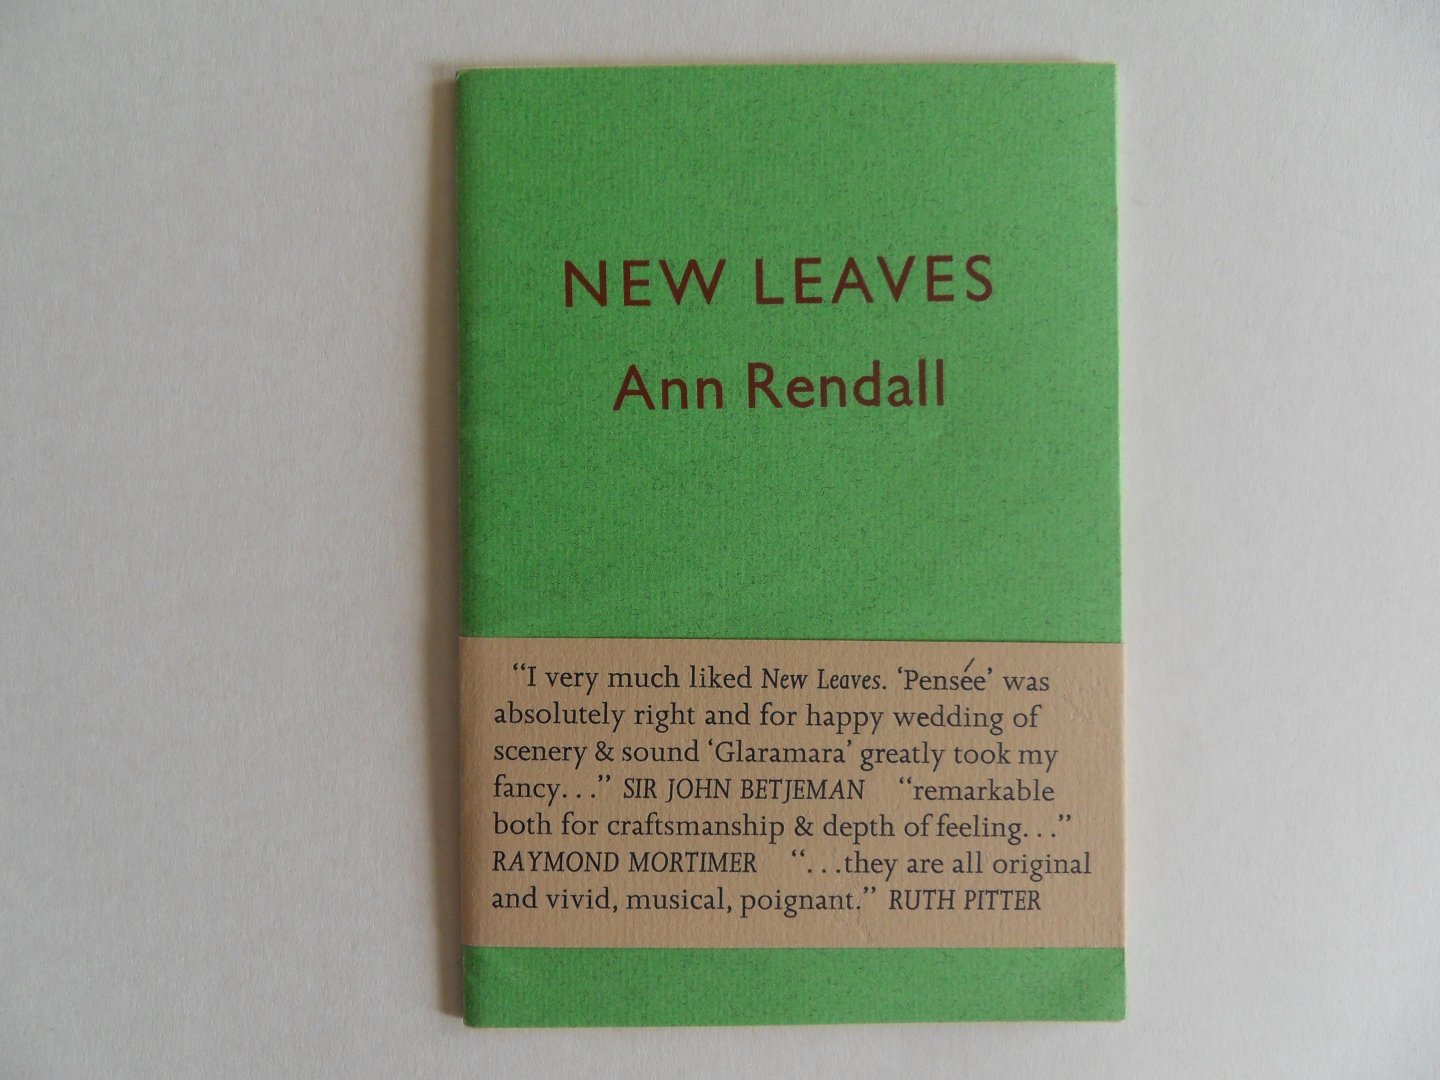 NEW LEAVES
Ann Rendall
“I very much liked New Leaves. ‘Pensée’ was
absolutely right and for happy wedding of
scenery & sound ‘Glaramara’ greatly took my
fancy. . .” SIR JOHN BETJEMAN “remarkable
both for craftsmanship & depth of feeling. . .”
RAYMOND MORTIMER “. . .they are all original
and vivid, musical, poignant.” RUTH PITTER